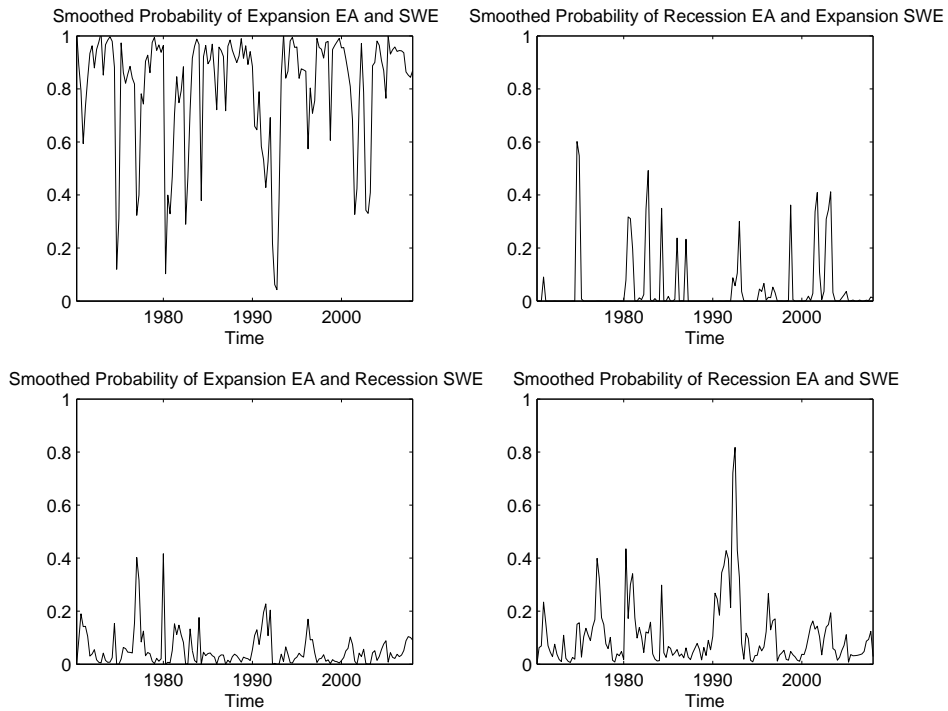 Smoothed Probability of Expansion EA and SWE
1
0.8
0.6
0.4
0.2
0
1980 1990 2000
Time
Smoothed Probability of Recession EA and Expansion SWE
1
0.8
0.6
0.4
0.2
0
1980 1990 2000
Time
Smoothed Probability of Expansion EA and Recession SWE
1
0.8
0.6
0.4
0.2
0
1980 1990 2000
Time
Smoothed Probability of Recession EA and SWE
1
0.8
0.6
0.4
0.2
0
1980 1990 2000
Time